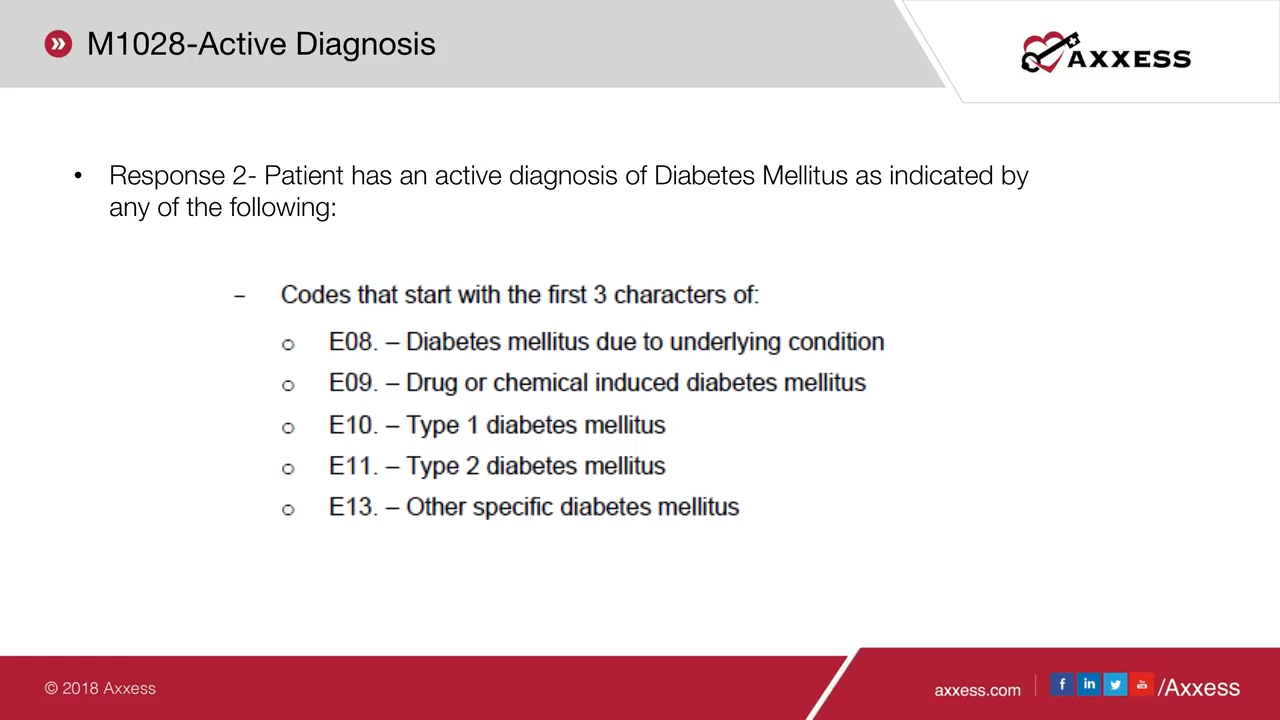 M1028-Active Diagnosis
AXXESS
• Response 2- Patient has an active diagnosis of Diabetes Mellitus as indicated by
any of the following:
– Codes that start with the first 3 characters of:
o E08. – Diabetes mellitus due to underlying condition
o E09. – Drug or chemical induced diabetes mellitus
o E10. – Type 1 diabetes mellitus
o E11. – Type 2 diabetes mellitus
o E13. – Other specific diabetes mellitus
© 2018 Axxess
axxess.com | f in /Axxess